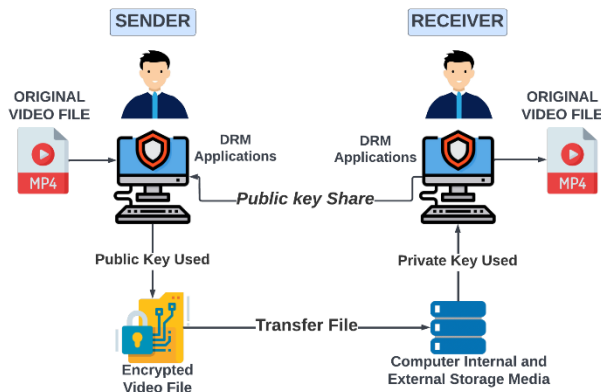 SENDER
RECEIVER
ORIGINAL
VIDEO FILE
MP4
DRM
Applications
DRM
Applications
ORIGINAL
VIDEO FILE
MP4
Public key Share
Public Key Used
Private Key Used
Transfer File
Encrypted
Video File
Computer Internal and
External Storage Media